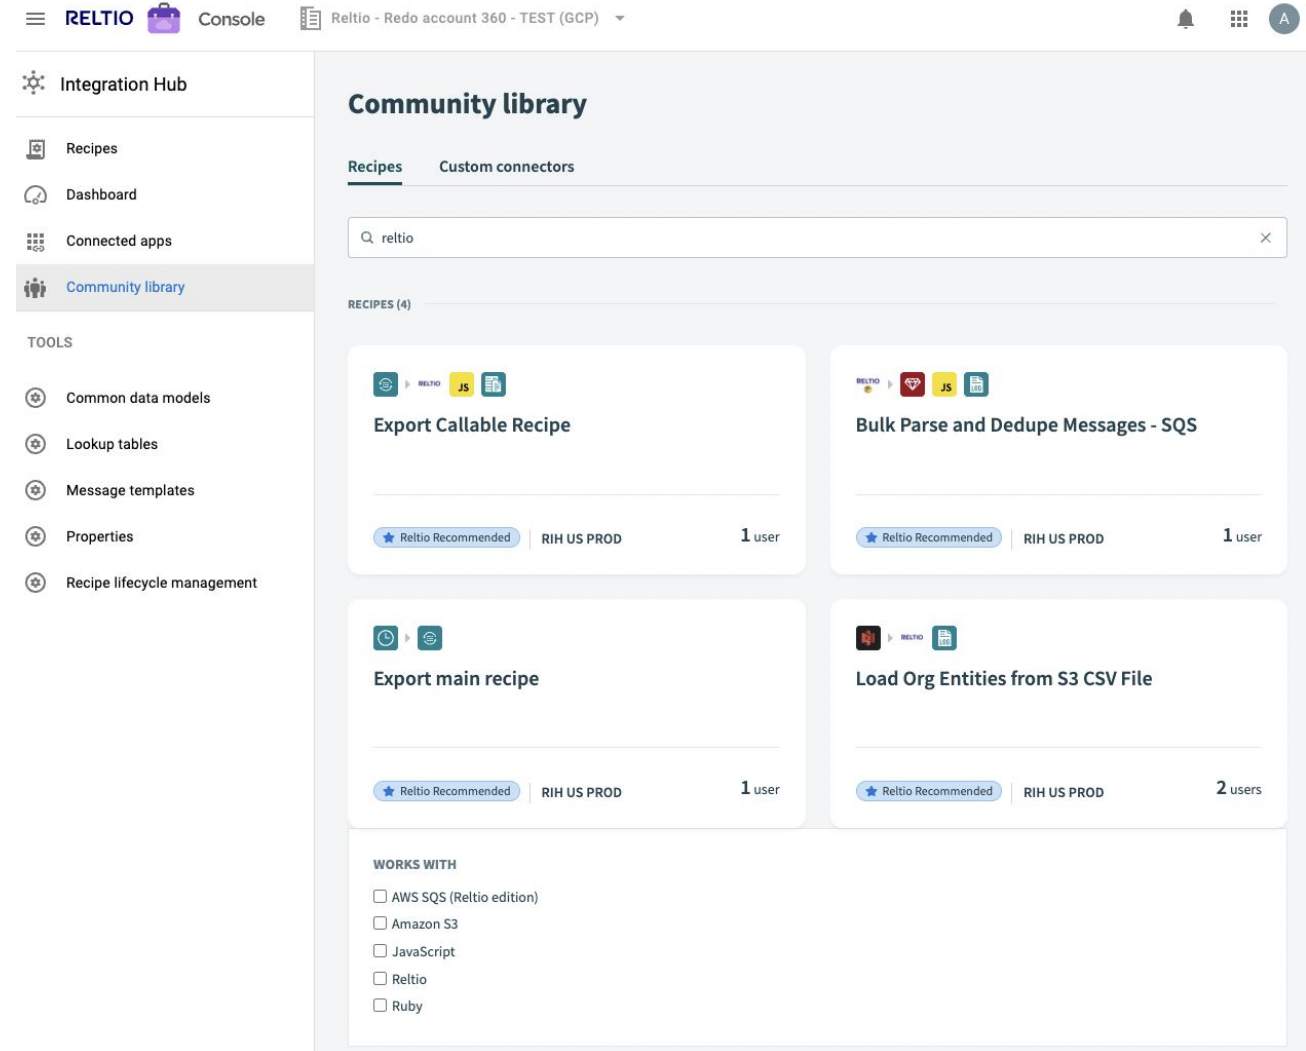 RELTIO Console Reltio - Redo account 360 - TEST (GCP) A
Integration Hub
Recipes
Dashboard
Connected apps
Community library
TOOLS
Common data models
Lookup tables
Message templates
Properties
Recipe lifecycle management
Community library
Recipes Custom connectors
reltio
RECIPES (4)
RELTIO JS
Export Callable Recipe
Reltio Recommended RIH US PROD 1 user
RELTIO JS LOG
Bulk Parse and Dedupe Messages - SQS
Reltio Recommended RIH US PROD 1 user
Export main recipe
Reltio Recommended RIH US PROD 1 user
RELTIO LOG
Load Org Entities from S3 CSV File
Reltio Recommended RIH US PROD 2 users
WORKS WITH
AWS SQS (Reltio edition)
Amazon S3
JavaScript
Reltio
Ruby